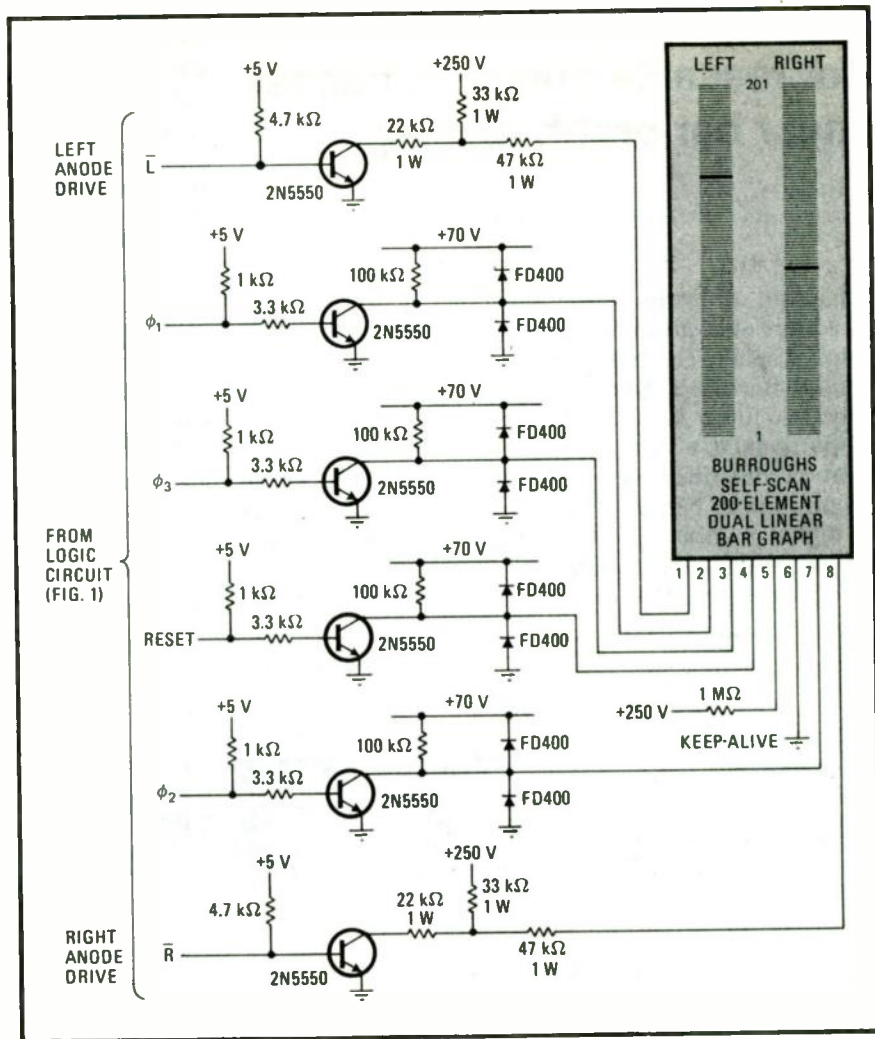 LEFT RIGHT
201
1
BURROUGHS
SELF-SCAN
200-ELEMENT
DUAL LINEAR
BAR GRAPH
1 2 3 4 5 6 7 8
+5 V
4.7 kΩ
+250 V
33 kΩ
1 W
22 kΩ
1 W
47 kΩ
1 W
LEFT
ANODE
DRIVE
L̅
2N5550
+5 V
1 kΩ
3.3 kΩ
ϕ1
2N5550
+70 V
100 kΩ
FD400
FD400
+5 V
1 kΩ
3.3 kΩ
ϕ3
2N5550
+70 V
100 kΩ
FD400
FD400
FROM
LOGIC
CIRCUIT
(FIG. 1)
+5 V
1 kΩ
3.3 kΩ
RESET
2N5550
+70 V
100 kΩ
FD400
FD400
+250 V
1 MΩ
KEEP-ALIVE
+5 V
1 kΩ
3.3 kΩ
ϕ2
2N5550
+70 V
100 kΩ
FD400
FD400
+5 V
4.7 kΩ
+250 V
33 kΩ
1 W
22 kΩ
1 W
47 kΩ
1 W
RIGHT
ANODE
DRIVE
R̅
2N5550